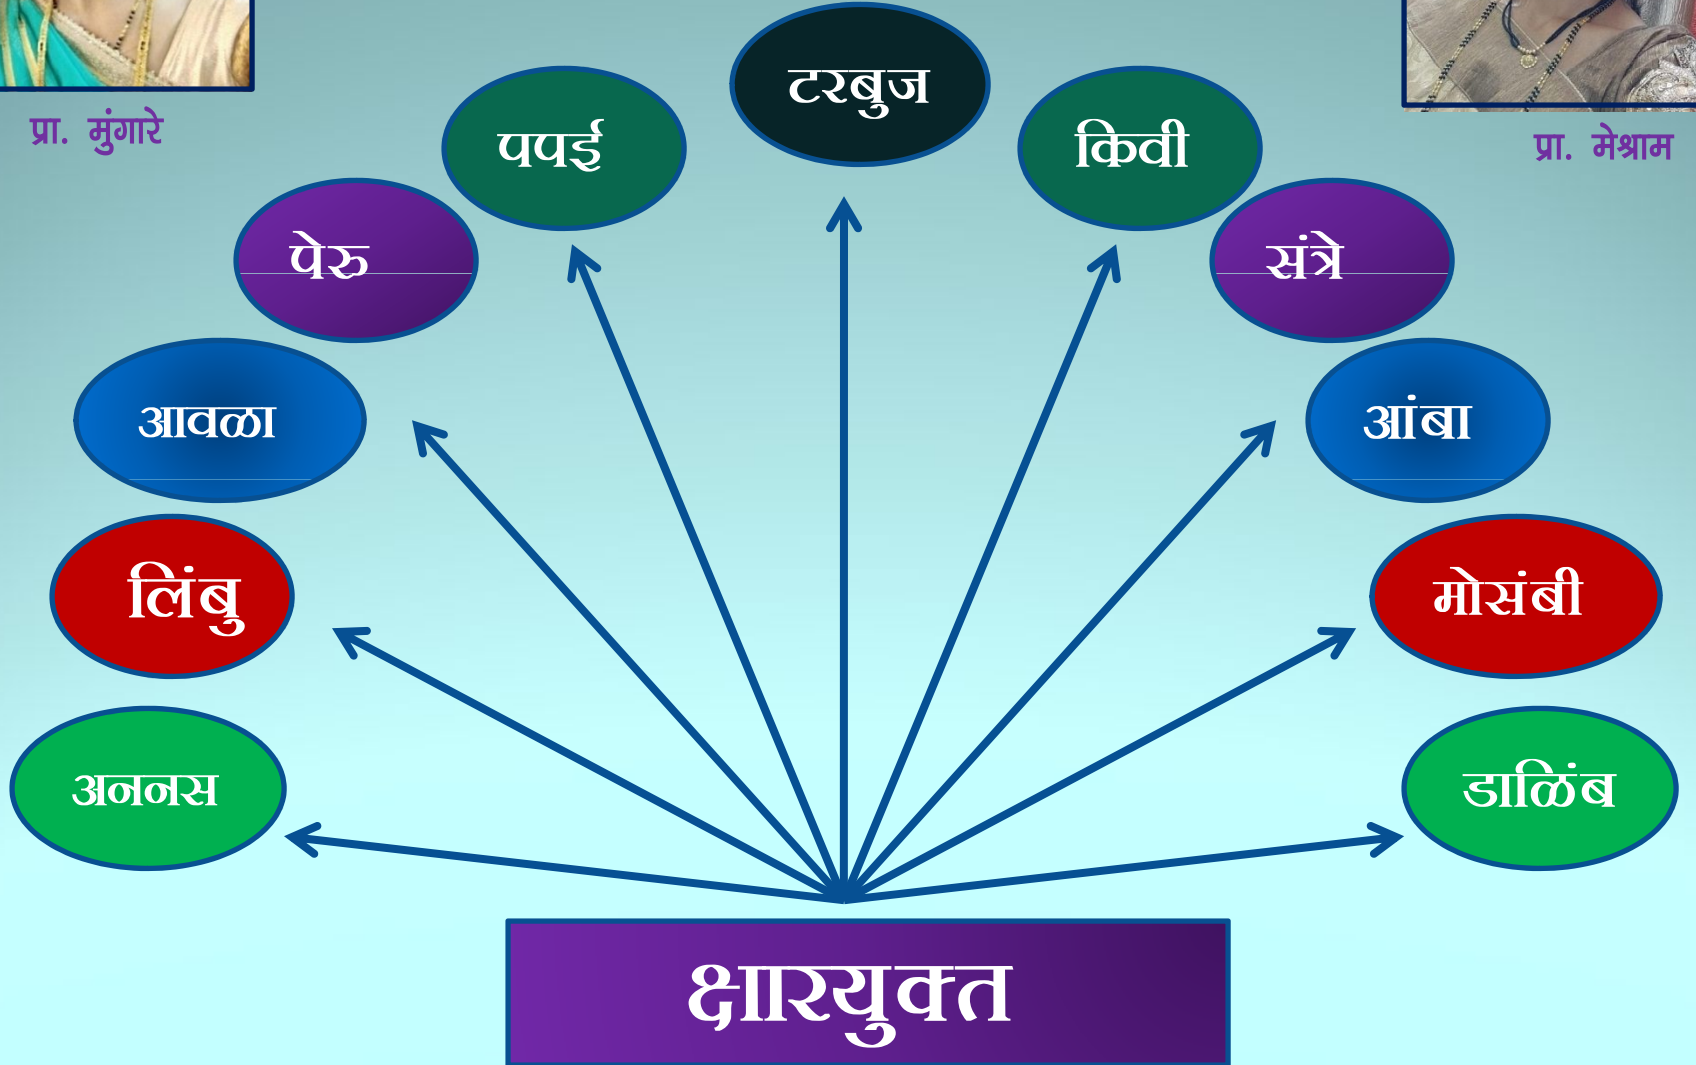 टरबुज
पपई
किवी
प्रा. मुंगारे
प्रा. मेश्राम
पेरु
संत्रे
आवळा
आंबा
लिंबु
मोसंबी
अननस
डाळिंब
क्षारयुक्त